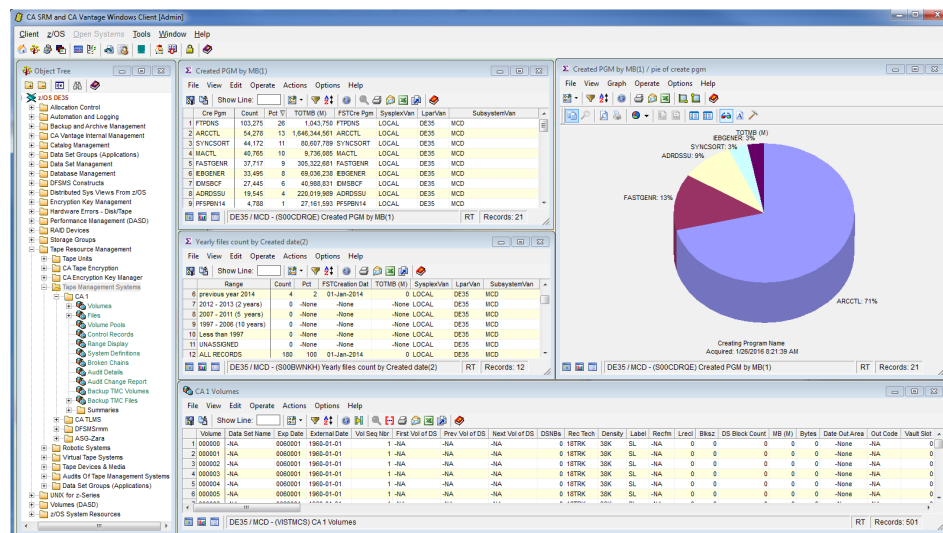 CA SRM and CA Vantage Windows Client [Admin]
Client z/OS Open Systems Tools Window Help
Object Tree
z/OS DE35
Allocation Control
Automation and Logging
Backup and Archive Management
CA Vantage Internal Management
Catalog Management
Data Set Groups (Applications)
Data Set Management
Database Management
DFSMS Constructs
Distributed Sys Views From z/OS
Encryption Key Management
Hardware Errors - Disk/Tape
Performance Management (DASD)
RAID Devices
Storage Groups
Tape Resource Management
Tape Units
CA Tape Encryption
CA Encryption Key Manager
Tape Management Systems
CA 1
Volumes
Files
Volume Pools
Control Records
Range Display
System Definitions
Broken Chains
Audit Details
Audit Change Report
Backup TMC Volumes
Backup TMC Files
Summaries
CA TLMS
DFSMSrmm
ASG-Zara
Robotic Systems
Virtual Tape Systems
Tape Devices & Media
Audits Of Tape Management Systems
Data Set Groups (Applications)
UNIX for z-Series
Volumes (DASD)
z/OS System Resources
Created PGM by MB(1)
File View Edit Operate Actions Options Help
Show Line:
Cre Pgm Count Pct TOTMB (M) FSTCre Pgm SysplexVan LparVan SubsystemVan
1 FTPDNS 103,275 26 1,043,750 FTPDNS LOCAL DE35 MCD
2 ARCCTL 54,278 13 1,646,344,561 ARCCTL LOCAL DE35 MCD
3 SYNCSORT 44,172 11 80,607,789 SYNCSORT LOCAL DE35 MCD
4 MACTL 40,765 10 9,736,085 MACTL LOCAL DE35 MCD
5 FASTGENR 37,717 9 305,322,681 FASTGENR LOCAL DE35 MCD
6 IEBGENER 33,495 8 69,036,238 IEBGENER LOCAL DE35 MCD
7 IDMSBCF 27,445 6 40,988,831 IDMSBCF LOCAL DE35 MCD
8 ADRDSSU 19,545 4 220,019,989 ADRDSSU LOCAL DE35 MCD
9 PFSPBN14 4,788 1 27,161,593 PFSPBN14 LOCAL DE35 MCD
DE35 / MCD - (S00CDRQE) Created PGM by MB(1) RT Records: 21
Yearly files count by Created date(2)
File View Edit Operate Actions Options Help
Show Line:
Range Count Pct FSTCreation Dat TOTMB (M) SysplexVan LparVan SubsystemVan
6 previous year 2014 4 2 01-Jan-2014 0 LOCAL DE35 MCD
7 2012 - 2013 (2 years) 0 -None -None -None LOCAL DE35 MCD
8 2007 - 2011 (5 years) 0 -None -None -None LOCAL DE35 MCD
9 1997 - 2006 (10 years) 0 -None -None -None LOCAL DE35 MCD
10 Less than 1997 0 -None -None -None LOCAL DE35 MCD
11 UNASSIGNED 0 -None -None -None LOCAL DE35 MCD
12 ALL RECORDS 180 100 01-Jan-2014 0 LOCAL DE35 MCD
DE35 / MCD - (S00BWNKH) Yearly files count by Created date(2) RT Records: 12
Created PGM by MB(1) / pie of create pgm
File View Graph Operate Options Help
TOTMB (M)
IEBGENER: 3%
SYNCSORT: 3%
ADRDSSU: 9%
FASTGENR: 13%
ARCCTL: 71%
Creating Program Name
Acquired: 1/26/2016 8:21:39 AM
DE35 / MCD - (S00CDRQE) Created PGM by MB(1) RT Records: 21
CA 1 Volumes
File View Edit Operate Actions Options Help
Show Line:
Volume Data Set Name Exp Date External Date Vol Seq Nbr First Vol of DS Prev Vol of DS Next Vol of DS DSNBs Rec Tech Density Label Recfm Lrecl Blksz DS Block Count MB (M) Bytes Date Out Area Out Code Vault Slot
1 000000 -NA 0060001 1960-01-01 1 -NA -NA -NA 0 18TRK 38K SL -NA 0 0 0 0 0 -None -NA 0
2 000001 -NA 0060001 1960-01-01 1 -NA -NA -NA 0 18TRK 38K SL -NA 0 0 0 0 0 -None -NA 0
3 000002 -NA 0060001 1960-01-01 1 -NA -NA -NA 0 18TRK 38K SL -NA 0 0 0 0 0 -None -NA 0
4 000003 -NA 0060001 1960-01-01 1 -NA -NA -NA 0 18TRK 38K SL -NA 0 0 0 0 0 -None -NA 0
5 000004 -NA 0060001 1960-01-01 1 -NA -NA -NA 0 18TRK 38K SL -NA 0 0 0 0 0 -None -NA 0
6 000005 -NA 0060001 1960-01-01 1 -NA -NA -NA 0 18TRK 38K SL -NA 0 0 0 0 0 -None -NA 0
DE35 / MCD - (VISTMCS) CA 1 Volumes RT Records: 501